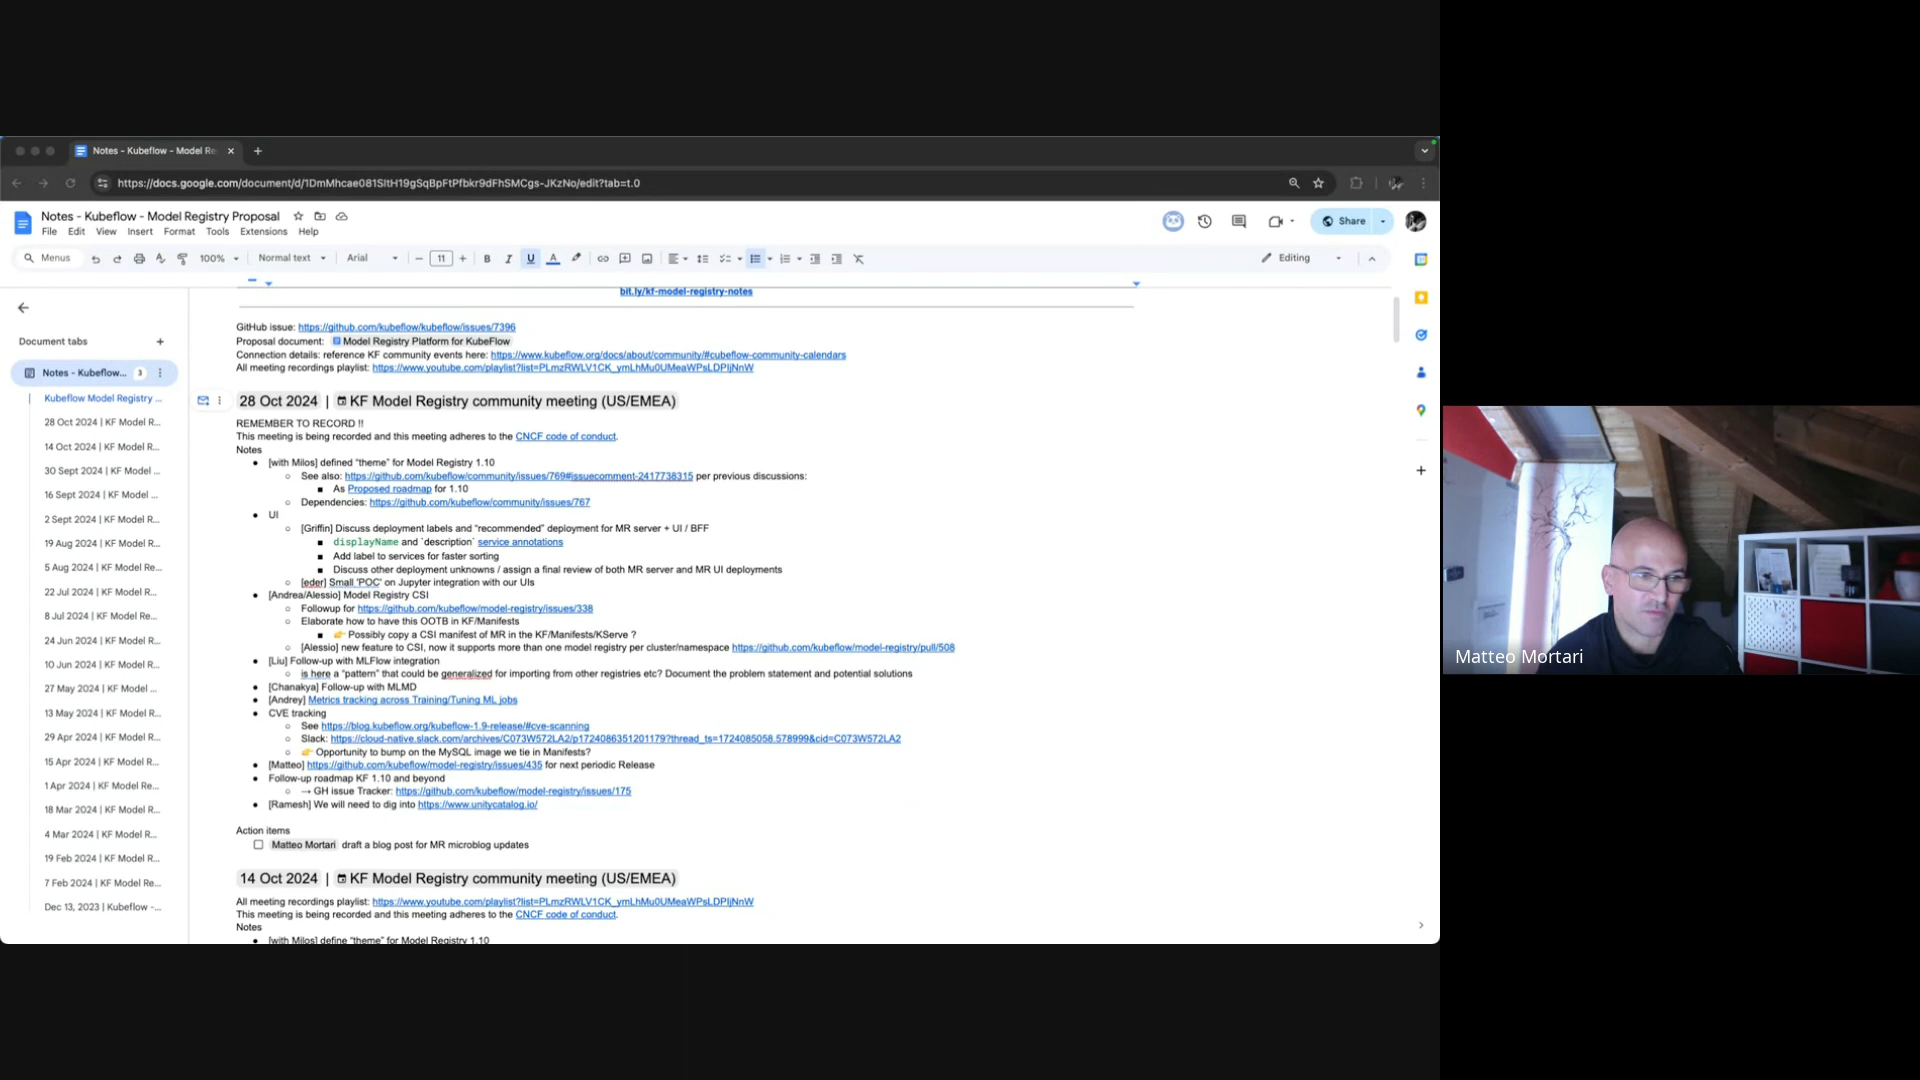 Notes - Kubeflow - Model Re
https://docs.google.com/document/d/1DmMhcae081SltH19gSqBpFtPfbkr9dFhSMCgs-JKzNo/edit?tab=t.0
Notes - Kubeflow - Model Registry Proposal
File Edit View Insert Format Tools Extensions Help
Share
Menus 100% Normal text Arial 11 Editing
bit.ly/kf-model-registry-notes
Document tabs
Notes - Kubeflow... 3
Kubeflow Model Registry ...
28 Oct 2024 | KF Model R...
14 Oct 2024 | KF Model R...
30 Sept 2024 | KF Model ...
16 Sept 2024 | KF Model ...
2 Sept 2024 | KF Model R...
19 Aug 2024 | KF Model R...
5 Aug 2024 | KF Model Re...
22 Jul 2024 | KF Model R...
8 Jul 2024 | KF Model Re...
24 Jun 2024 | KF Model R...
10 Jun 2024 | KF Model R...
27 May 2024 | KF Model R...
13 May 2024 | KF Model R...
29 Apr 2024 | KF Model R...
15 Apr 2024 | KF Model R...
1 Apr 2024 | KF Model Re...
18 Mar 2024 | KF Model R...
4 Mar 2024 | KF Model R...
19 Feb 2024 | KF Model R...
7 Feb 2024 | KF Model Re...
Dec 13, 2023 | Kubeflow -...
GitHub issue: https://github.com/kubeflow/kubeflow/issues/7396
Proposal document: Model Registry Platform for KubeFlow
Connection details: reference KF community events here: https://www.kubeflow.org/docs/about/community/#cubeflow-community-calendars
All meeting recordings playlist: https://www.youtube.com/playlist?list=PLmzRWLV1CK_ymLhMu0UMeaWPsLDPIjNnW
28 Oct 2024 | KF Model Registry community meeting (US/EMEA)
REMEMBER TO RECORD !!
This meeting is being recorded and this meeting adheres to the CNCF code of conduct.
Notes
● [with Milos] defined “theme” for Model Registry 1.10
○ See also: https://github.com/kubeflow/community/issues/769#issuecomment-2417738315 per previous discussions:
■ As Proposed roadmap for 1.10
○ Dependencies: https://github.com/kubeflow/community/issues/767
● UI
○ [Griffin] Discuss deployment labels and “recommended” deployment for MR server + UI / BFF
■ displayName and `description` service annotations
■ Add label to services for faster sorting
■ Discuss other deployment unknowns / assign a final review of both MR server and MR UI deployments
○ [eder] Small 'POC' on Jupyter integration with our UIs
● [Andrea/Alessio] Model Registry CSI
○ Followup for https://github.com/kubeflow/model-registry/issues/338
○ Elaborate how to have this OOTB in KF/Manifests
■ 👉 Possibly copy a CSI manifest of MR in the KF/Manifests/KServe ?
○ [Alessio] new feature to CSI, now it supports more than one model registry per cluster/namespace https://github.com/kubeflow/model-registry/pull/508
● [Liu] Follow-up with MLFlow integration
○ is here a “pattern” that could be generalized for importing from other registries etc? Document the problem statement and potential solutions
● [Chanakya] Follow-up with MLMD
● [Andrey] Metrics tracking across Training/Tuning ML jobs
● CVE tracking
○ See https://blog.kubeflow.org/kubeflow-1.9-release/#cve-scanning
○ Slack: https://cloud-native.slack.com/archives/C073W572LA2/p1724086351201179?thread_ts=1724085058.578999&cid=C073W572LA2
○ 👉 Opportunity to bump on the MySQL image we tie in Manifests?
● [Matteo] https://github.com/kubeflow/model-registry/issues/435 for next periodic Release
● Follow-up roadmap KF 1.10 and beyond
○ → GH issue Tracker: https://github.com/kubeflow/model-registry/issues/175
● [Ramesh] We will need to dig into https://www.unitycatalog.io/
Action items
Matteo Mortari draft a blog post for MR microblog updates
14 Oct 2024 | KF Model Registry community meeting (US/EMEA)
All meeting recordings playlist: https://www.youtube.com/playlist?list=PLmzRWLV1CK_ymLhMu0UMeaWPsLDPIjNnW
This meeting is being recorded and this meeting adheres to the CNCF code of conduct.
Notes
● [with Milos] define “theme” for Model Registry 1.10
Matteo Mortari